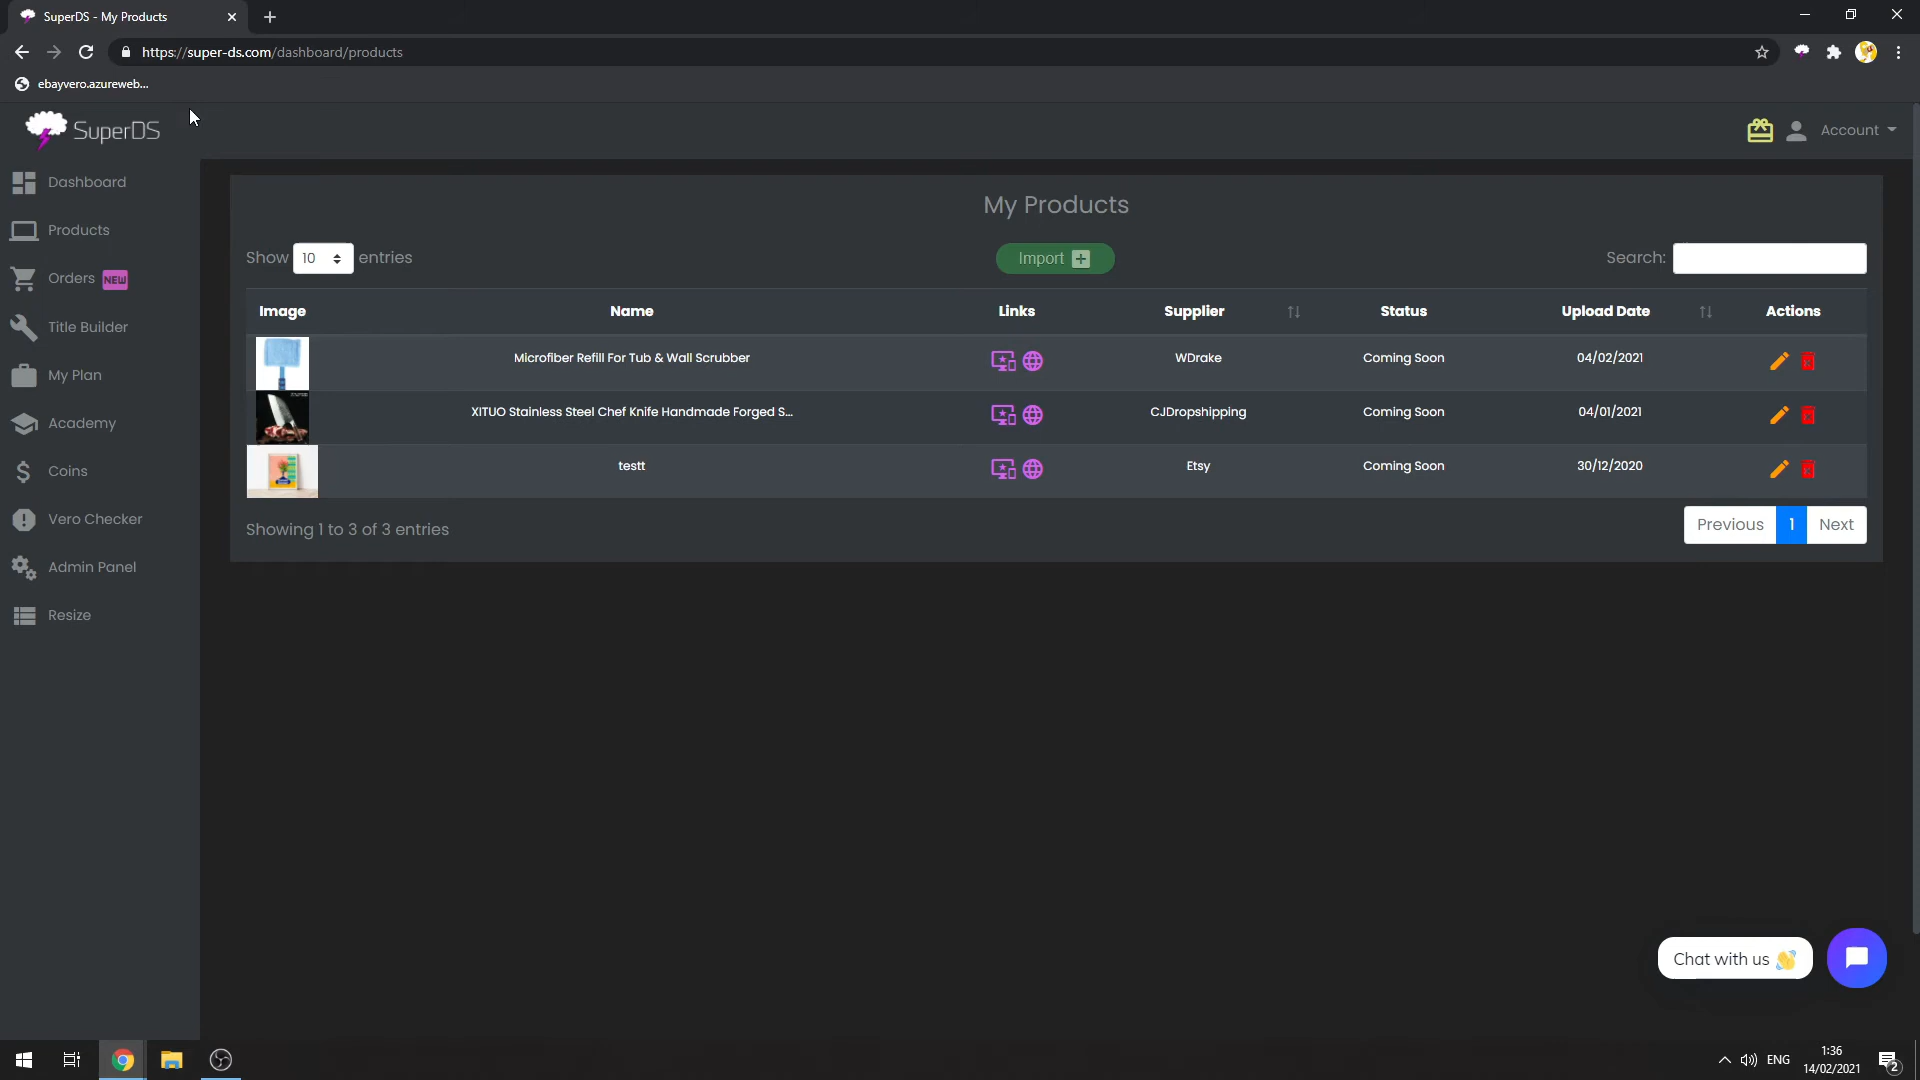 SuperDS - My Products
https://super-ds.com/dashboard/products
ebayvero.azureweb...
SuperDS
Account
Dashboard
Products
Orders NEW
Title Builder
My Plan
Academy
Coins
Vero Checker
Admin Panel
Resize
My Products
Show 10 entries
Import
Search:
Image Name Links Supplier Status Upload Date Actions
Microfiber Refill For Tub & Wall Scrubber WDrake Coming Soon 04/02/2021
XITUO Stainless Steel Chef Knife Handmade Forged S... CJDropshipping Coming Soon 04/01/2021
testt Etsy Coming Soon 30/12/2020
Showing 1 to 3 of 3 entries
Previous 1 Next
Chat with us 👋
ENG
1:36
14/02/2021
2